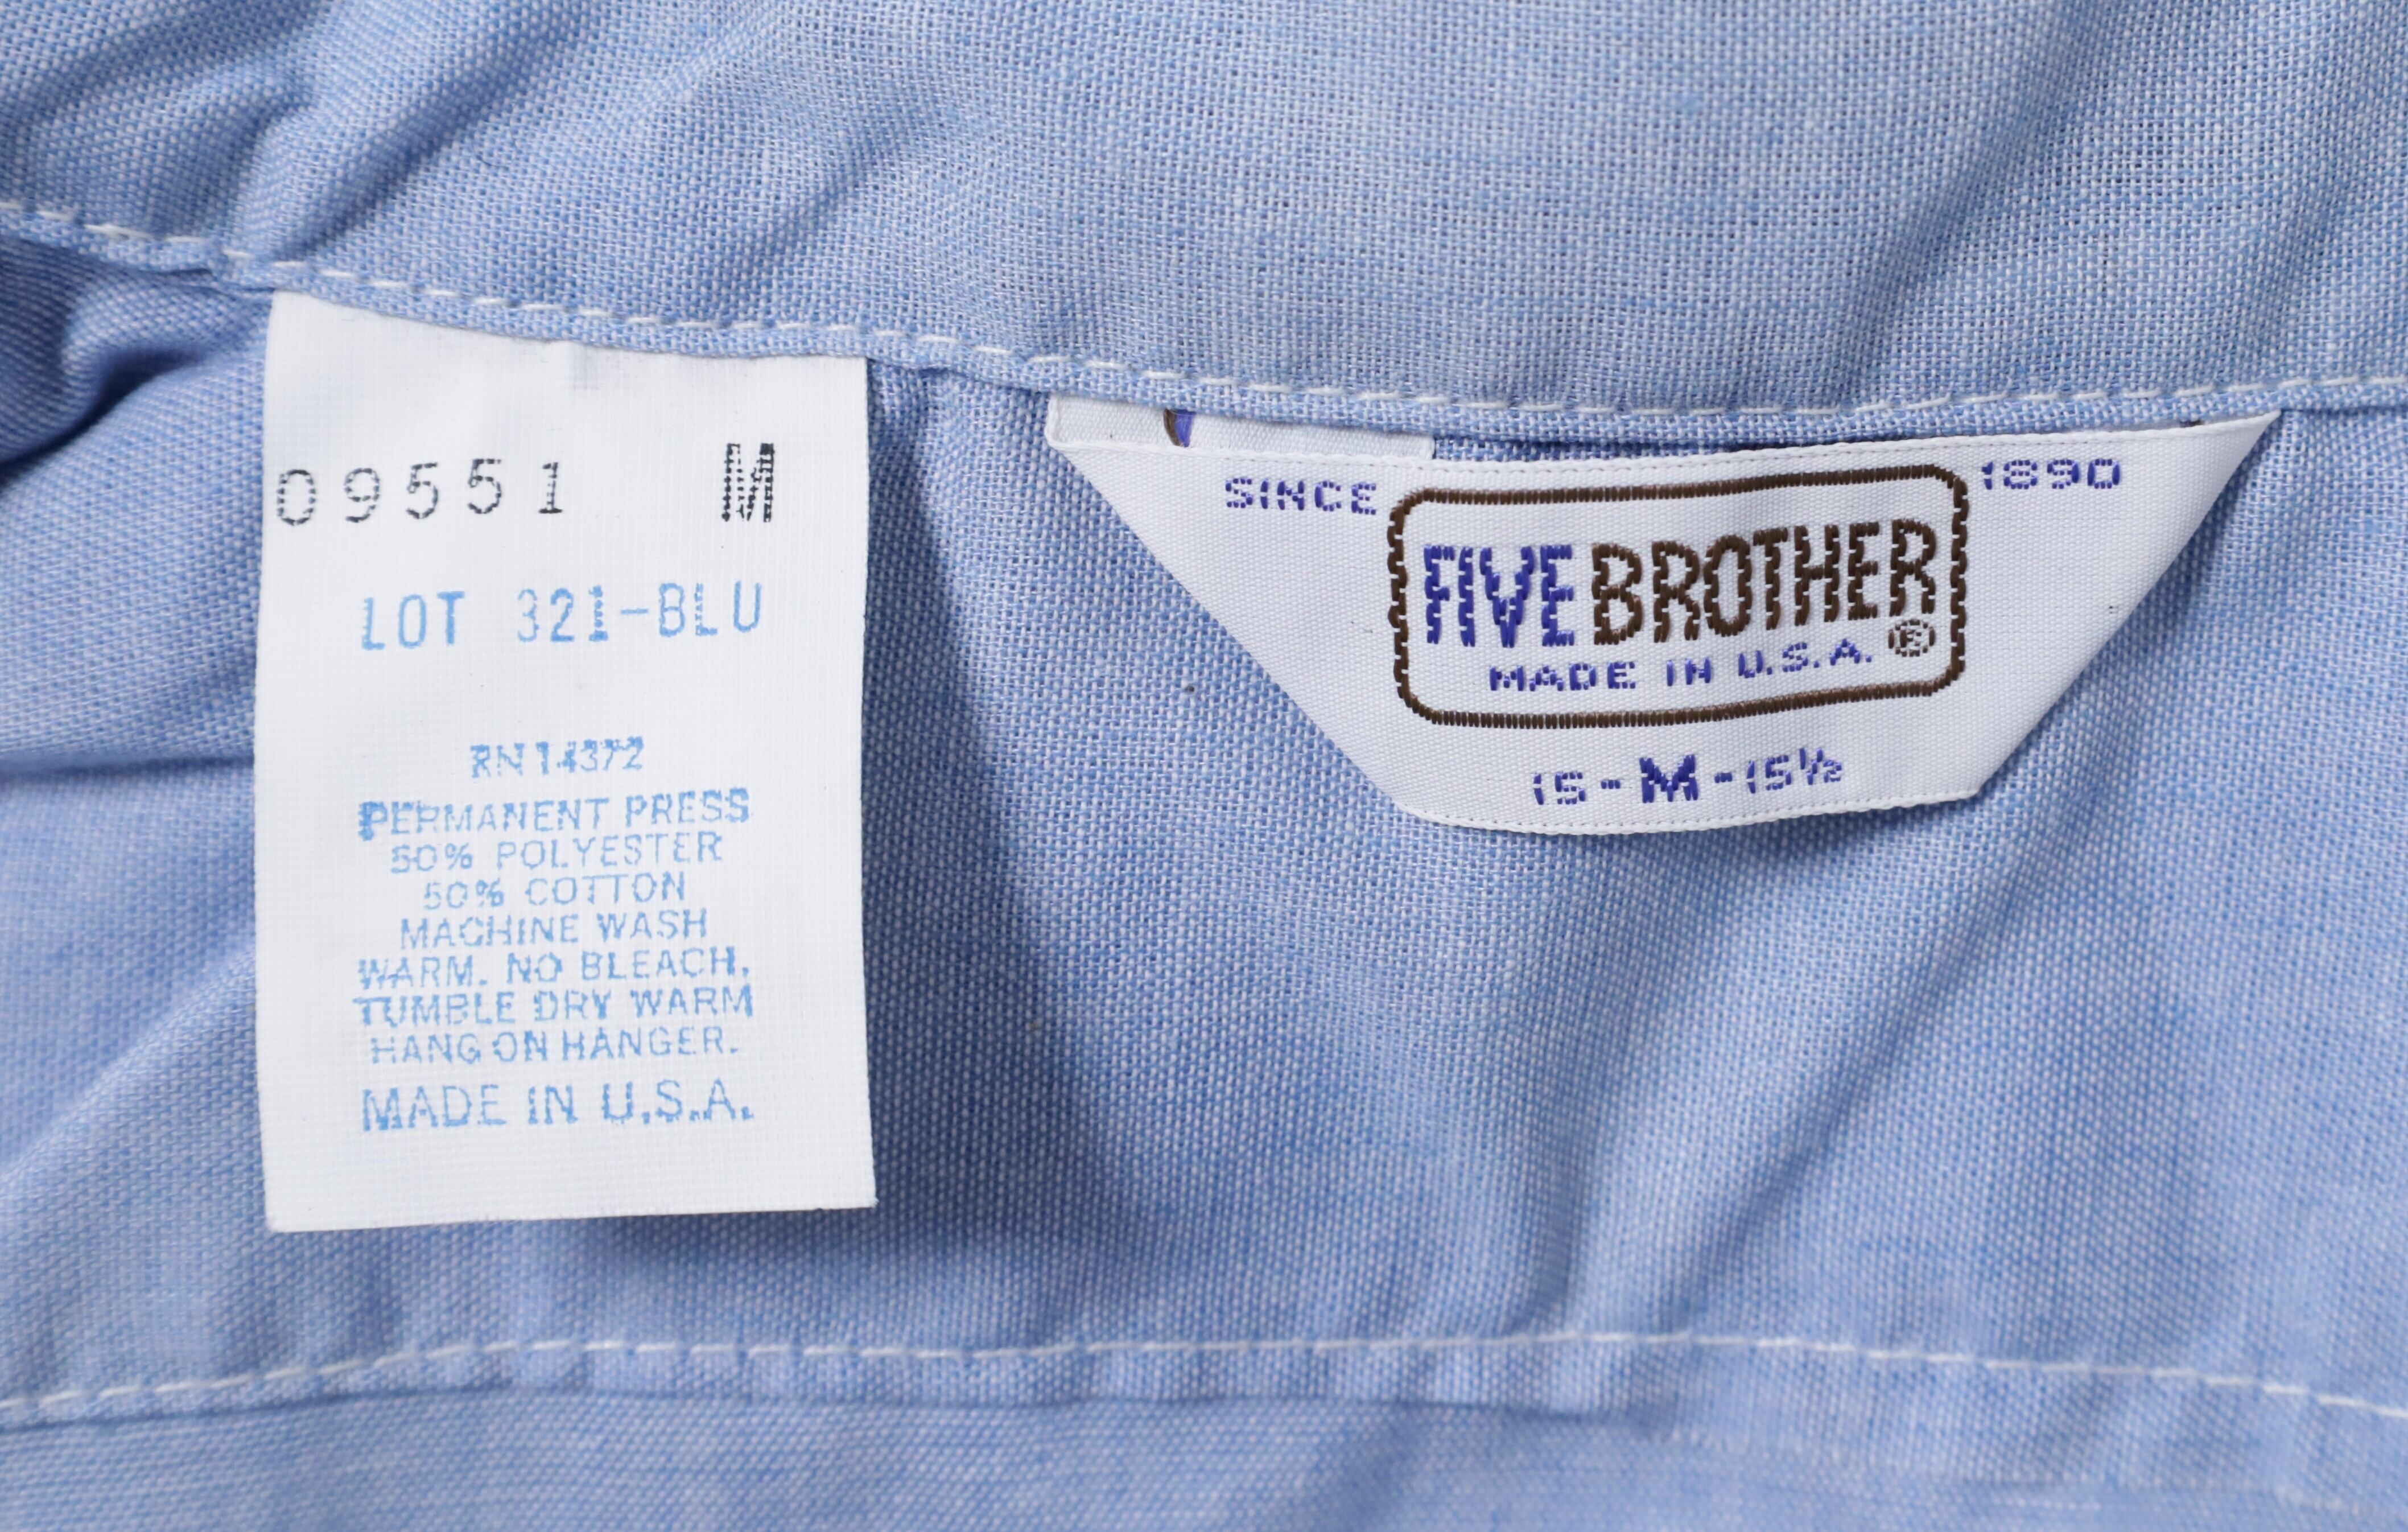 09551 M
LOT 321-BLU
RN 14372
PERMANENT PRESS
50% POLYESTER
50% COTTON
MACHINE WASH
WARM. NO BLEACH.
TUMBLE DRY WARM
HANG ON HANGER.
MADE IN U.S.A.
SINCE 1890
FIVE BROTHER
MADE IN U.S.A. ®
15-M-15½